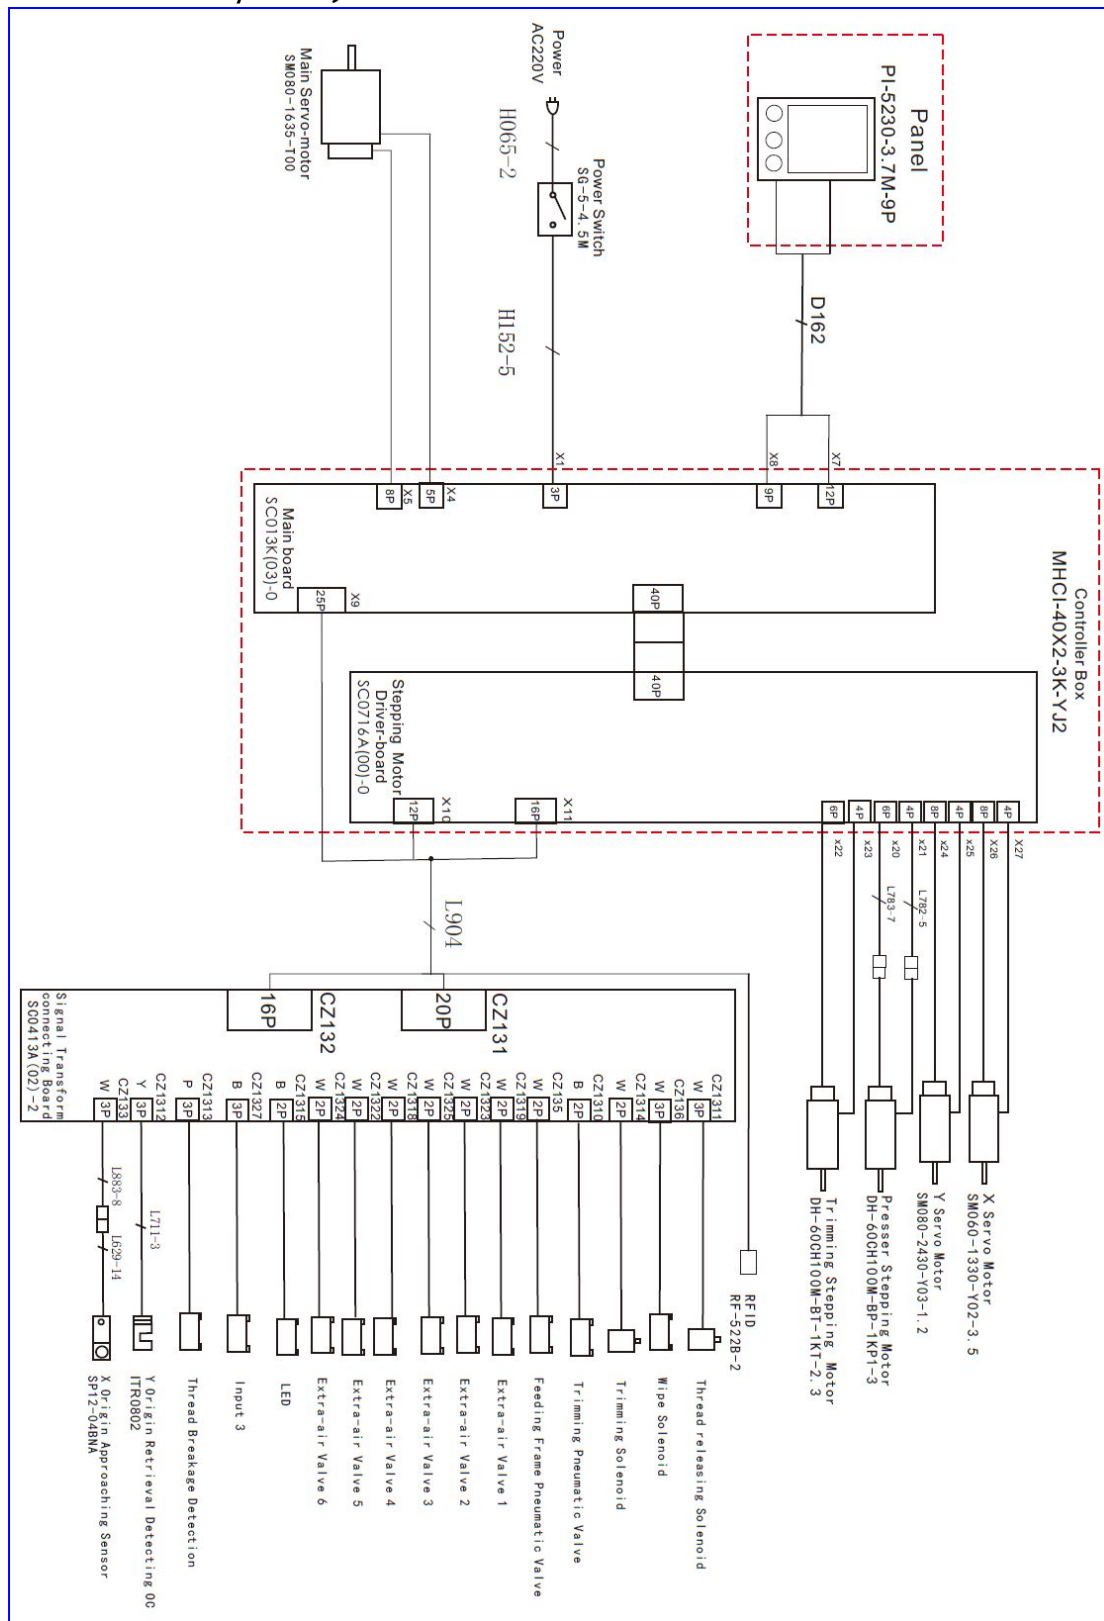 Panel
PI-5230-3.7M-9P
Power
AC220V
H065-2
Power Switch
SG-5-4.5M
H152-5
Main Servo-motor
SM080-1635-T00
D162
X7
X8
X1
X4
X5
12P
9P
3P
5P
8P
Controller Box
MHCI-40X2-3K-YJ2
Main board
SC013K(03)-0
X9
25P
40P
40P
Stepping Motor
Driver-board
SC0716A(00)-0
X10
12P
X11
16P
4P
8P
4P
8P
4P
6P
4P
6P
X27
X26
x25
x24
x21
x20
x23
x22
L782-5
L783-7
L904
X Servo Motor
SM060-1330-Y02-3.5
Y Servo Motor
SM080-2430-Y03-1.2
Presser Stepping Motor
DH-60CH100M-BP-1KP1-3
Trimming Stepping Motor
DH-60CH100M-BT-1KT-2.3
RFID
RF-522B-2
Signal Transform
connecting Board
SC0413A(02)-2
CZ131
20P
CZ132
16P
CZ1311
W 3P
Thread releasing Solenoid
CZ136
W 3P
Wipe Solenoid
CZ1314
W 2P
Trimming Solenoid
CZ1310
B 2P
Trimming Pneumatic Valve
CZ135
W 2P
Feeding Frame Pneumatic Valve
CZ1319
W 2P
Extra-air Valve 1
CZ1323
W 2P
Extra-air Valve 2
CZ1325
W 2P
Extra-air Valve 3
CZ1318
W 2P
Extra-air Valve 4
CZ1322
W 2P
Extra-air Valve 5
CZ1324
W 2P
Extra-air Valve 6
CZ1315
B 2P
LED
CZ1327
B 3P
Input 3
CZ1313
P 3P
Thread Breakage Detection
CZ1312
Y 3P
L711-3
Y Origin Retrieval Detecting OC
ITR0802
CZ133
W 3P
L883-8
L629-14
X Origin Approaching Sensor
SP12-04BNA